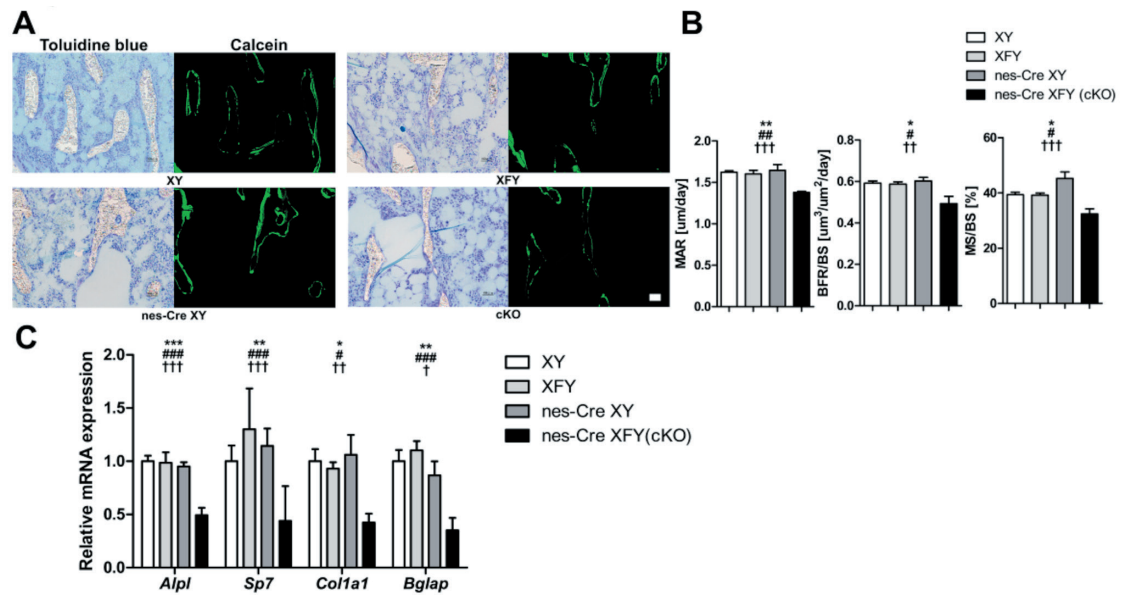 A
Toluidine blue Calcein
XY
XFY
nes-Cre XY
cKO
B
XY
XFY
nes-Cre XY
nes-Cre XFY (cKO)
MAR [um/day]
2.0
1.5
1.0
0.5
0.0
**
##
†††
BFR/BS [um³/um²/day]
0.8
0.6
0.4
0.2
0.0
*
#
††
MS/BS [%]
60
40
20
0
*
#
†††
C
Relative mRNA expression
2.0
1.5
1.0
0.5
0.0
*** ** * **
### ### # ###
††† ††† †† †
Alpl Sp7 Col1a1 Bglap
XY
XFY
nes-Cre XY
nes-Cre XFY(cKO)